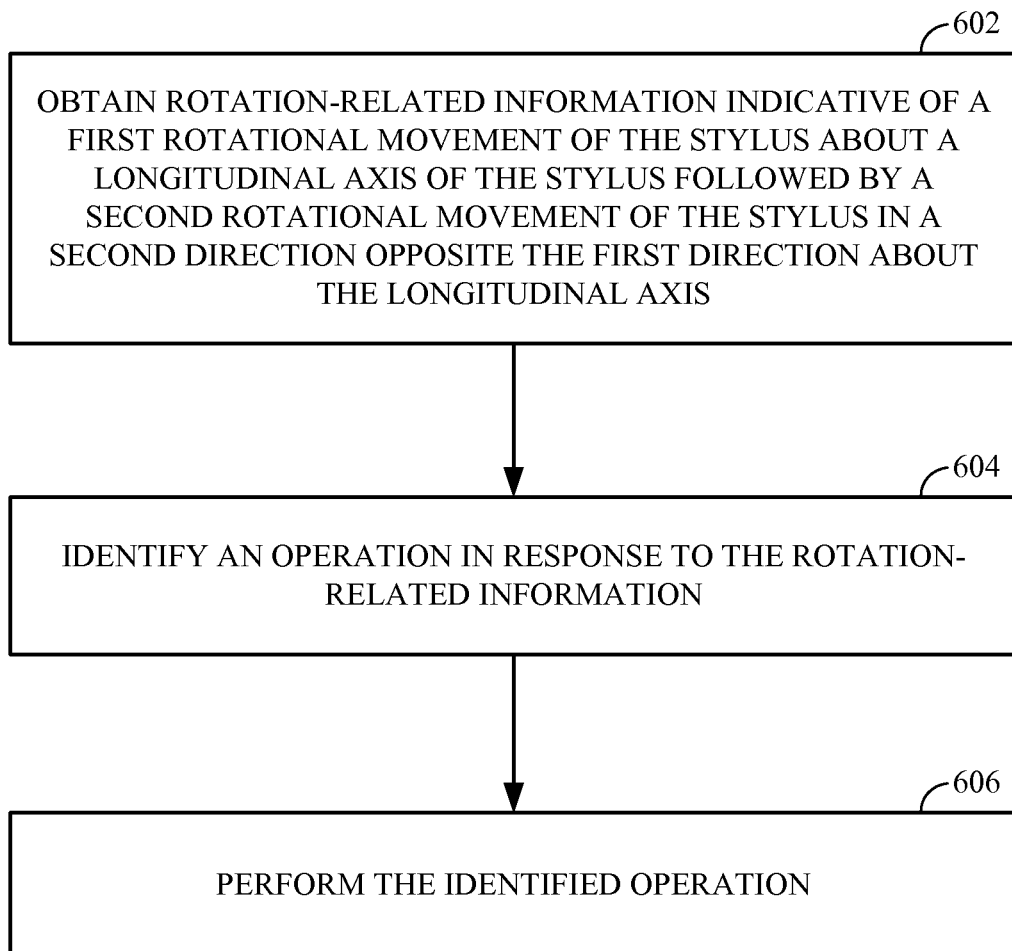 602
OBTAIN ROTATION-RELATED INFORMATION INDICATIVE OF A
FIRST ROTATIONAL MOVEMENT OF THE STYLUS ABOUT A
LONGITUDINAL AXIS OF THE STYLUS FOLLOWED BY A
SECOND ROTATIONAL MOVEMENT OF THE STYLUS IN A
SECOND DIRECTION OPPOSITE THE FIRST DIRECTION ABOUT
THE LONGITUDINAL AXIS
604
IDENTIFY AN OPERATION IN RESPONSE TO THE ROTATION-
RELATED INFORMATION
606
PERFORM THE IDENTIFIED OPERATION